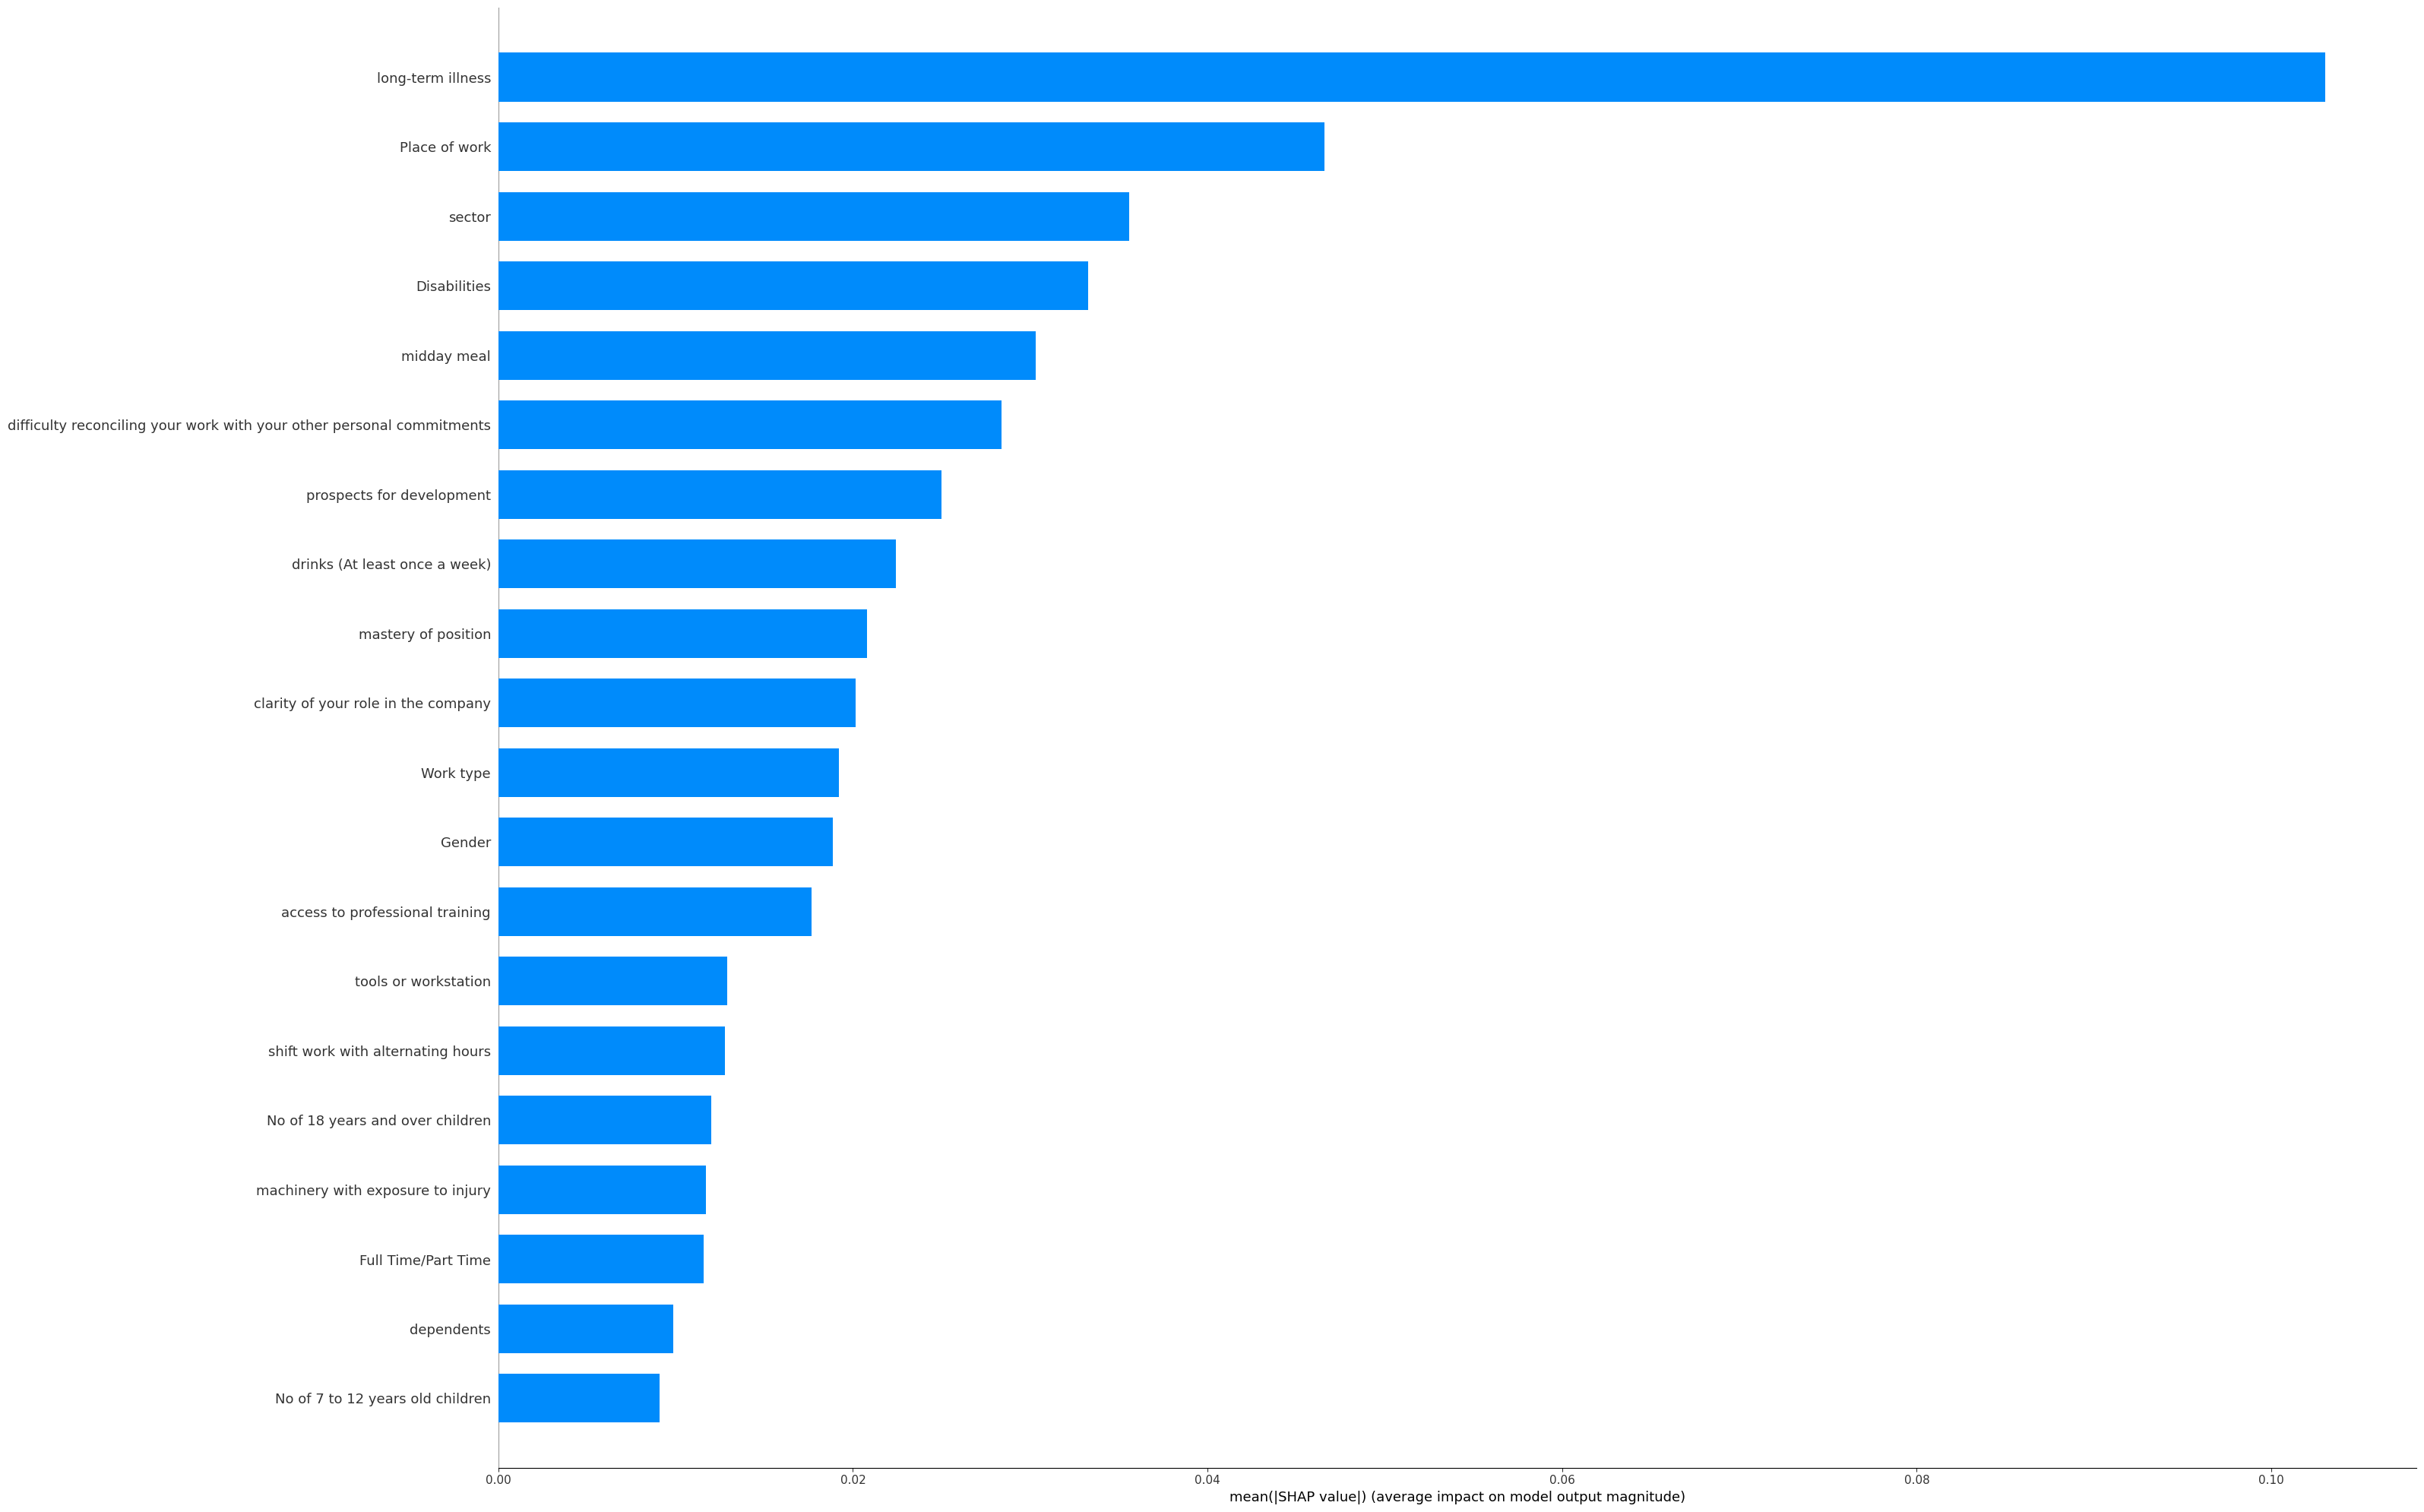 long-term illness
Place of work
sector
Disabilities
midday meal
difficulty reconciling your work with your other personal commitments
prospects for development
drinks (At least once a week)
mastery of position
clarity of your role in the company
Work type
Gender
access to professional training
tools or workstation
shift work with alternating hours
No of 18 years and over children
machinery with exposure to injury
Full Time/Part Time
dependents
No of 7 to 12 years old children
0.00 0.02 0.04 0.06 0.08 0.10
mean(|SHAP value|) (average impact on model output magnitude)